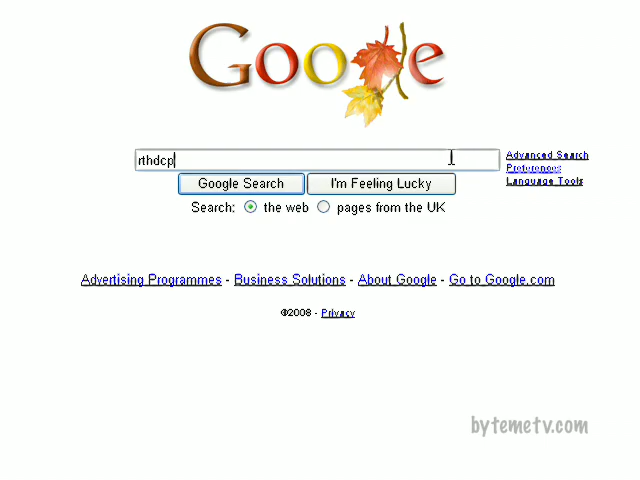 Google
rthdcp
Advanced Search
Preferences
Language Tools
Google Search I'm Feeling Lucky
Search: the web pages from the UK
Advertising Programmes - Business Solutions - About Google - Go to Google.com
©2008 - Privacy
bytemetv.com